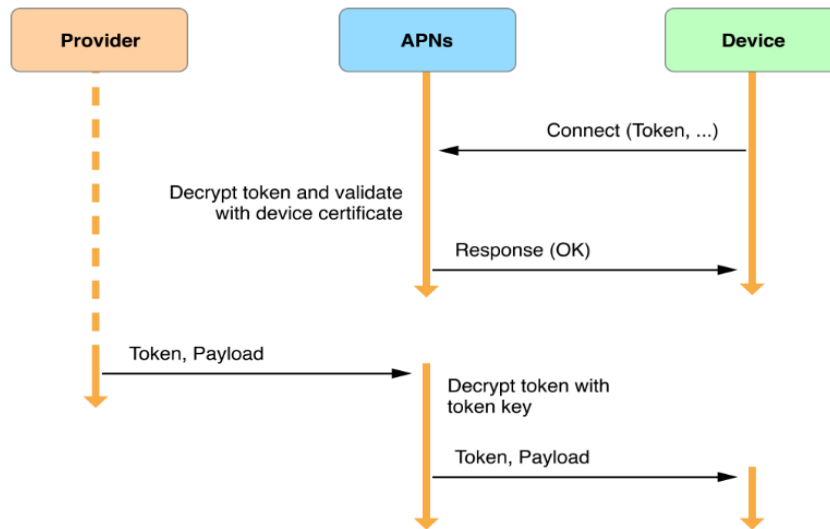 Provider
APNs
Device
Connect (Token, ...)
Decrypt token and validate
with device certificate
Response (OK)
Token, Payload
Decrypt token with
token key
Token, Payload